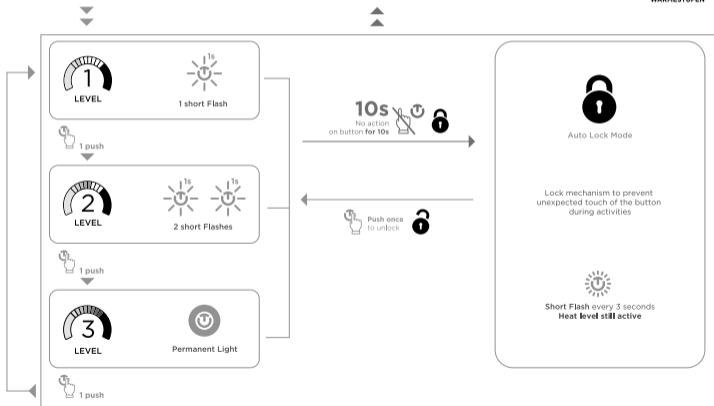 WÄRMESTUFEN
1
LEVEL
1s
1 short Flash
1 push
2
LEVEL
1s
1s
2 short Flashes
1 push
3
LEVEL
Permanent Light
1 push
10s
No action
on button for 10s
Push once
to unlock
Auto Lock Mode
Lock mechanism to prevent
unexpected touch of the button
during activities
Short Flash every 3 seconds
Heat level still active